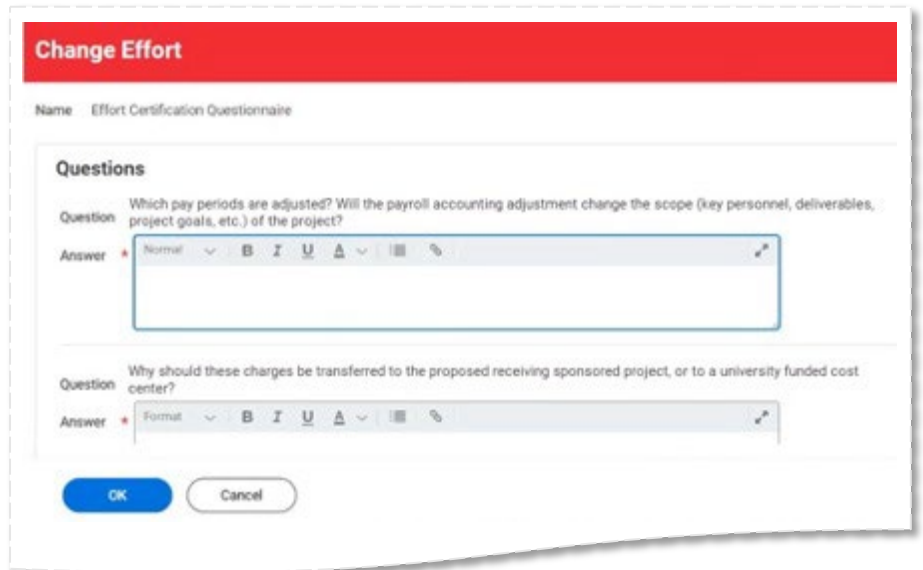 Change Effort
Name Effort Certification Questionnaire
Questions
Question Which pay periods are adjusted? Will the payroll accounting adjustment change the scope (key personnel, deliverables,
project goals, etc.) of the project?
Answer * Normal B I U A
Question Why should these charges be transferred to the proposed receiving sponsored project, or to a university funded cost
center?
Answer * Format B I U A
OK Cancel